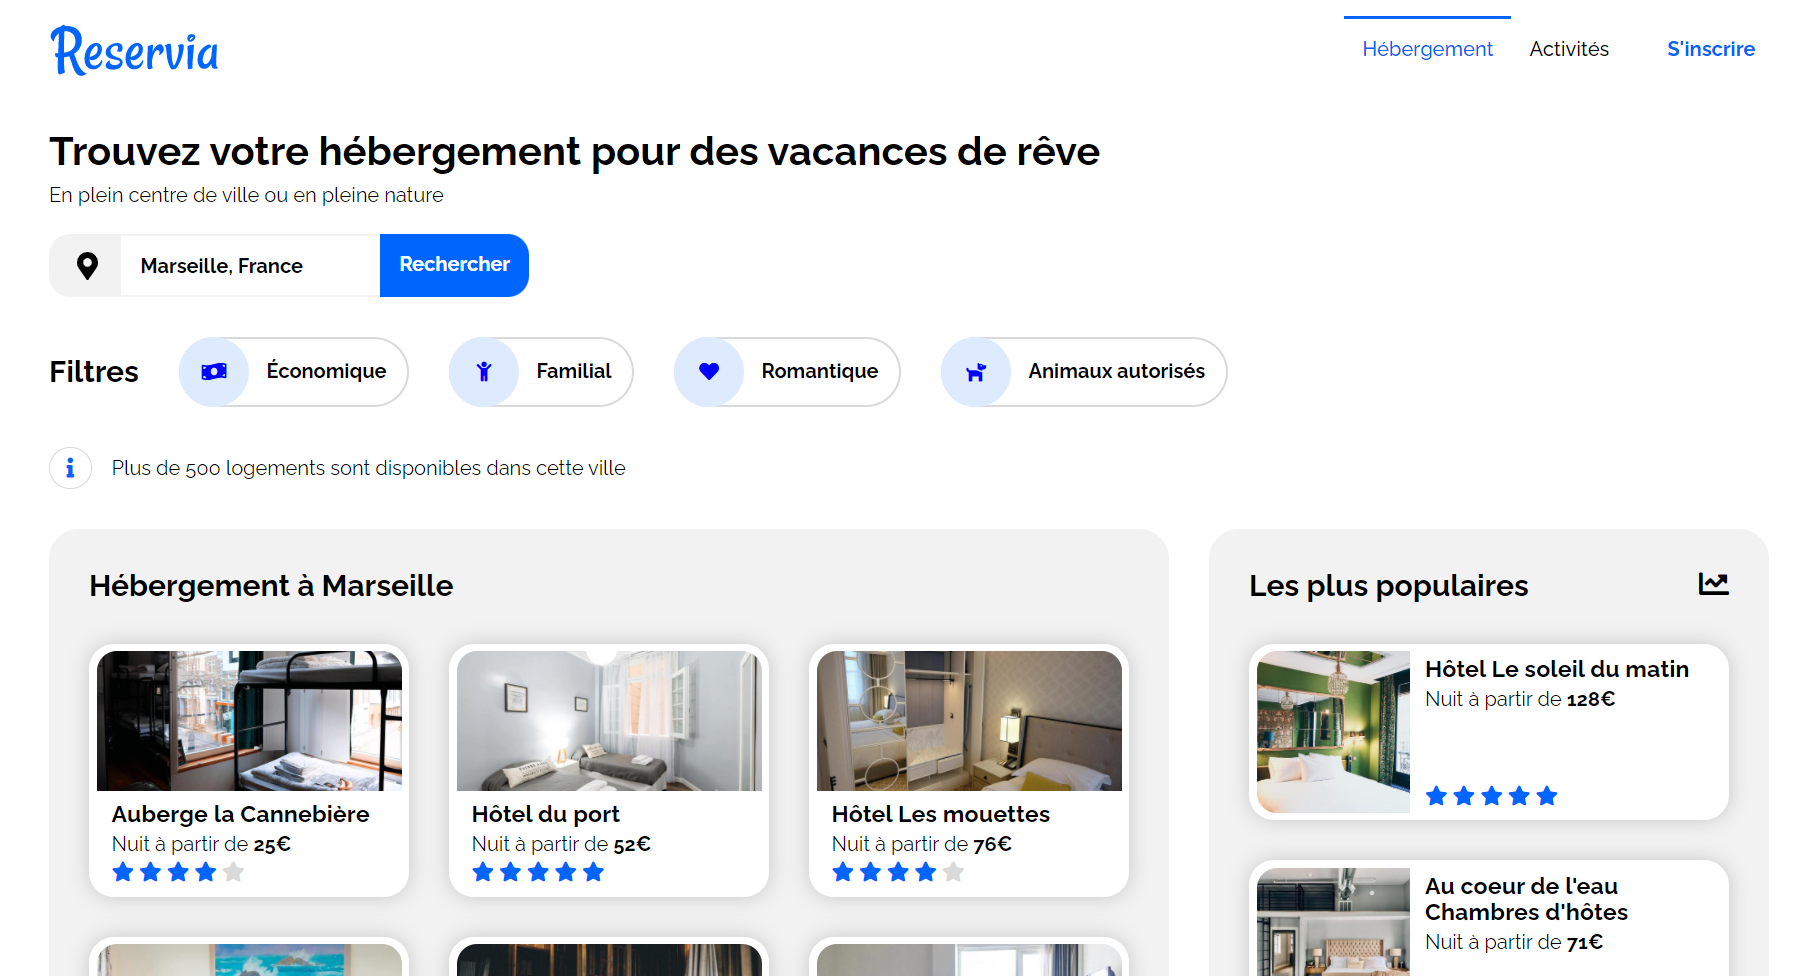 Reservia
Hébergement
Activités
S'inscrire
Trouvez votre hébergement pour des vacances de rêve
En plein centre de ville ou en pleine nature
Marseille, France
Rechercher
Filtres
Économique
Familial
Romantique
Animaux autorisés
Plus de 500 logements sont disponibles dans cette ville
Hébergement à Marseille
Auberge la Cannebière
Nuit à partir de 25€
Hôtel du port
Nuit à partir de 52€
Hôtel Les mouettes
Nuit à partir de 76€
Les plus populaires
Hôtel Le soleil du matin
Nuit à partir de 128€
Au coeur de l'eau
Chambres d'hôtes
Nuit à partir de 71€